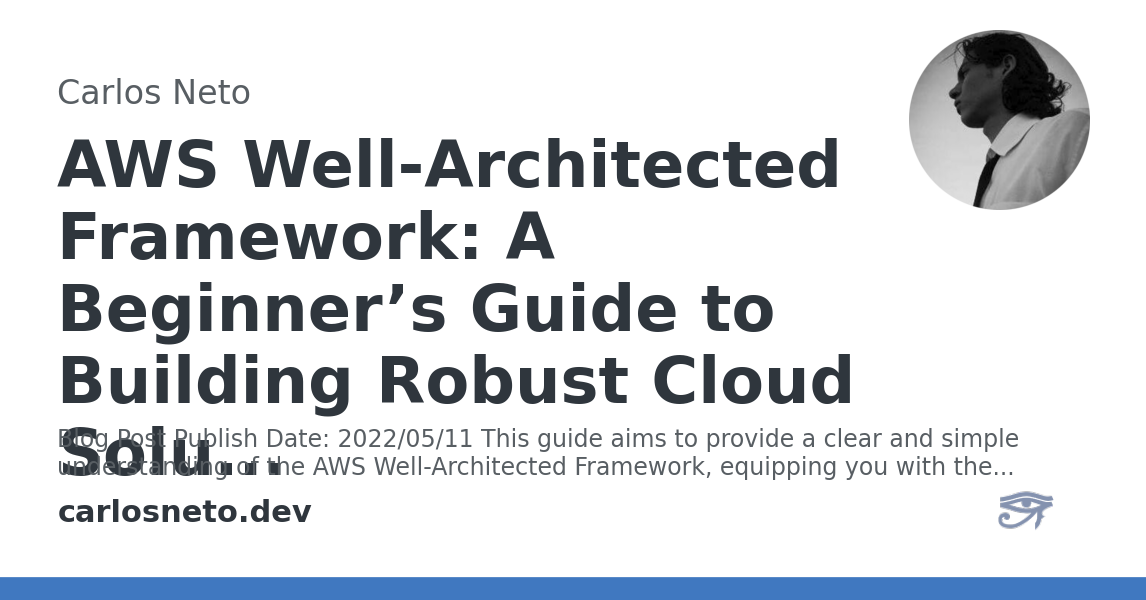 Carlos Neto
AWS Well-Architected
Framework: A
Beginner’s Guide to
Building Robust Cloud
Solu...
Blog Post Publish Date: 2022/05/11 This guide aims to provide a clear and simple
understanding of the AWS Well-Architected Framework, equipping you with the...
carlosneto.dev